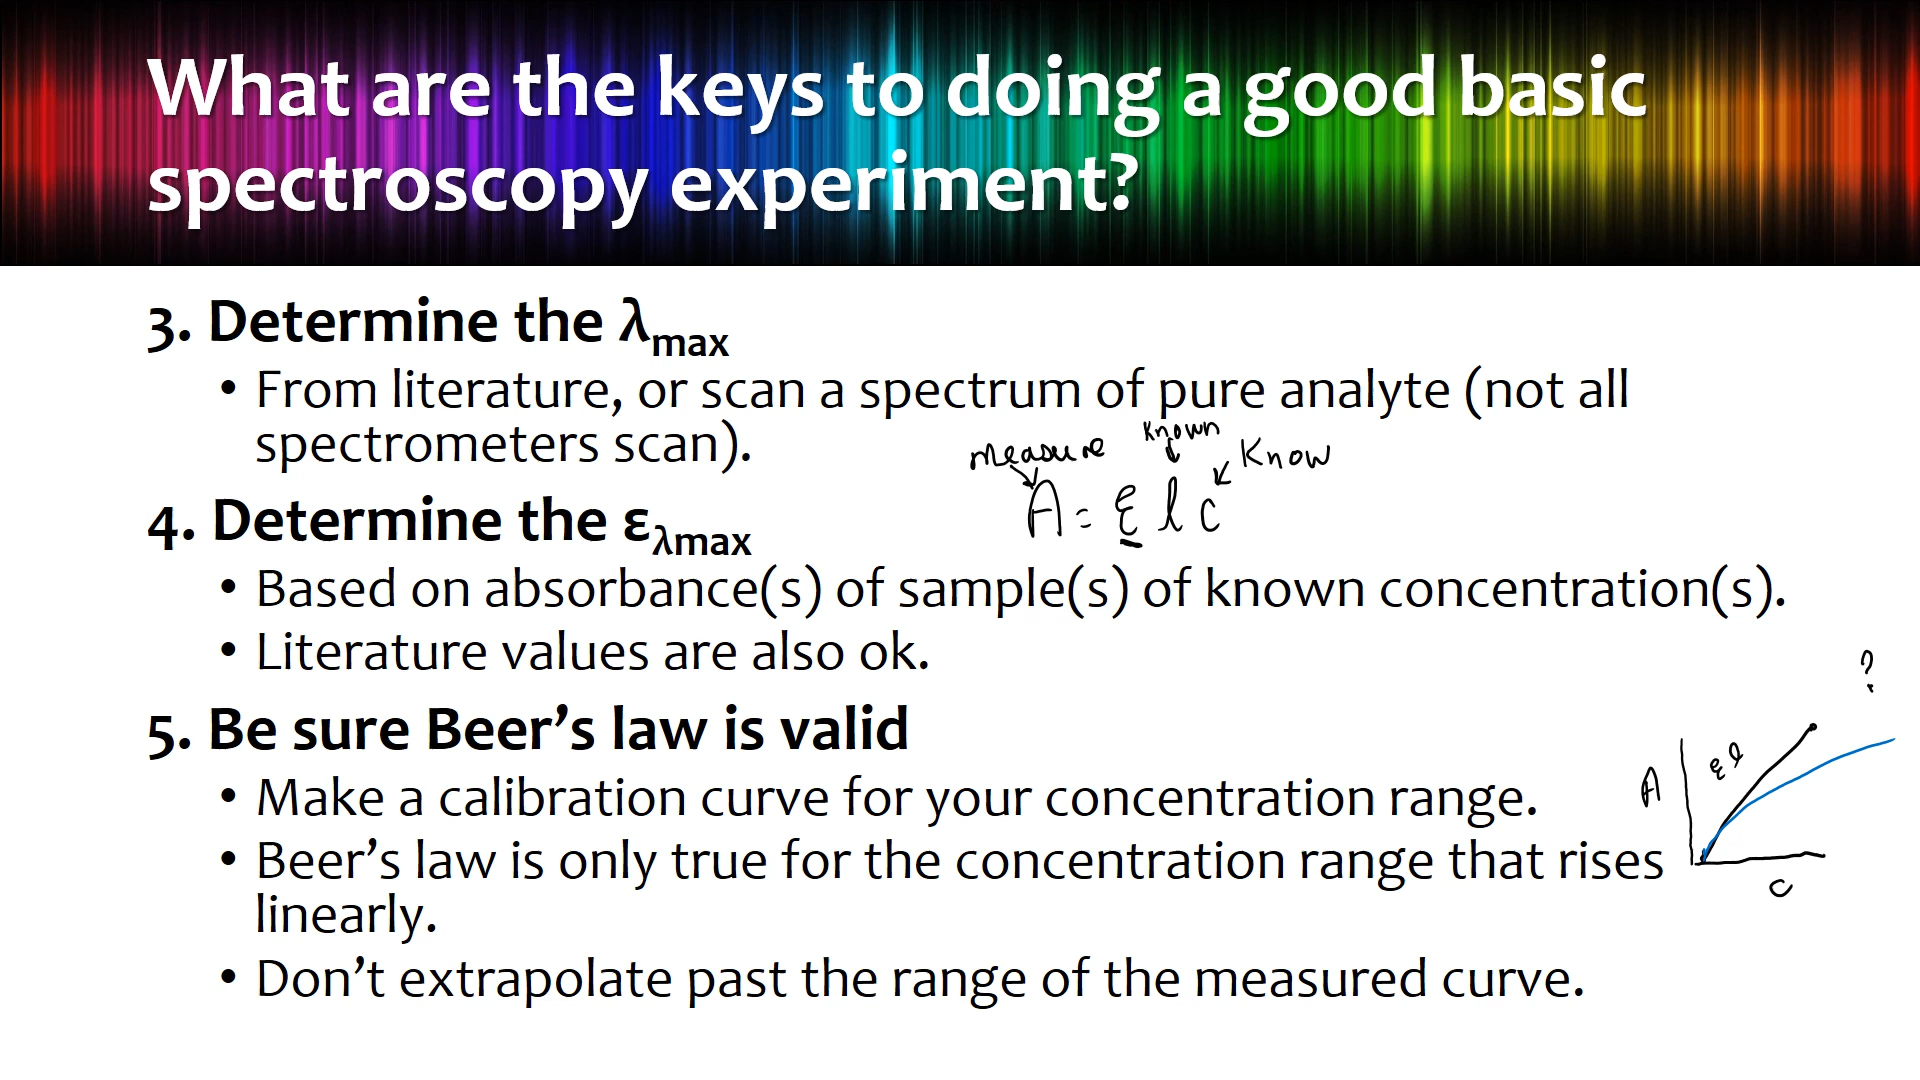 What are the keys to doing a good basic
spectroscopy experiment?
3. Determine the λmax
• From literature, or scan a spectrum of pure analyte (not all
spectrometers scan).
measure known Know
A = ε l c
4. Determine the ελmax
• Based on absorbance(s) of sample(s) of known concentration(s).
• Literature values are also ok.
5. Be sure Beer’s law is valid
• Make a calibration curve for your concentration range.
• Beer’s law is only true for the concentration range that rises
linearly.
• Don’t extrapolate past the range of the measured curve.
?
ε l
A
c